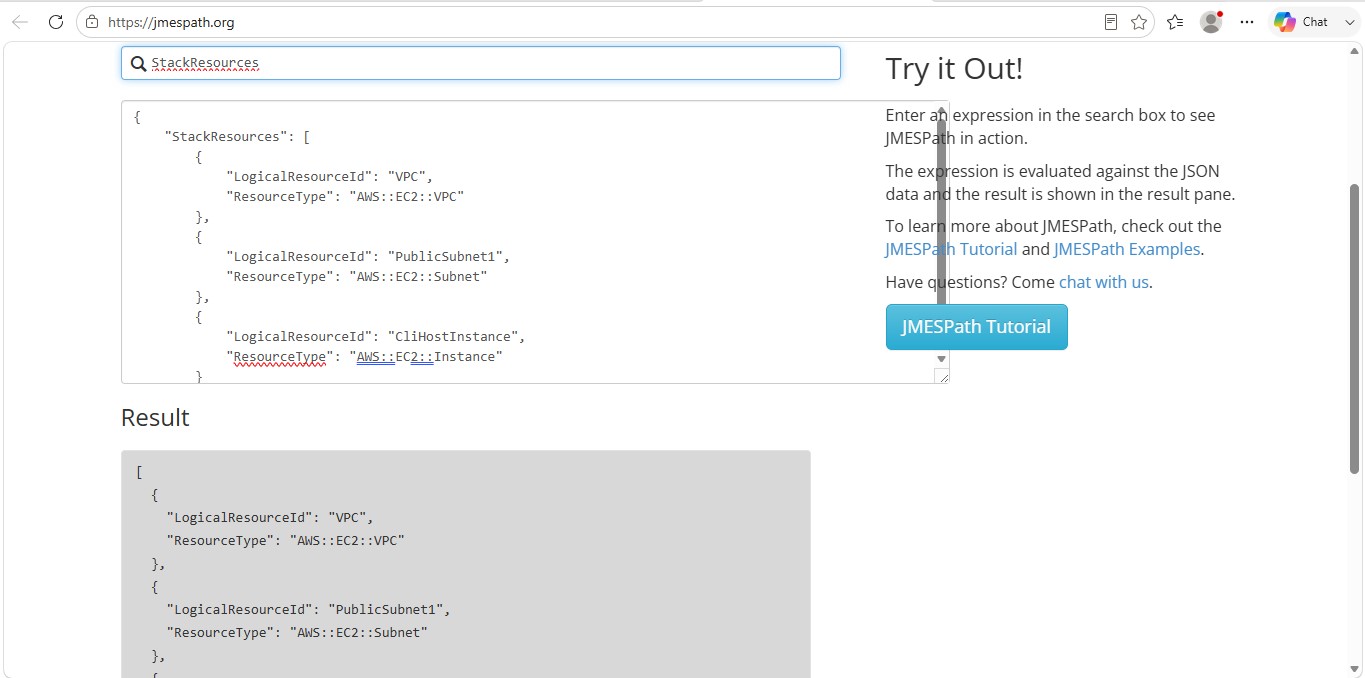 https://jmespath.org
Chat
StackResources
{
"StackResources": [
{
"LogicalResourceId": "VPC",
"ResourceType": "AWS::EC2::VPC"
},
{
"LogicalResourceId": "PublicSubnet1",
"ResourceType": "AWS::EC2::Subnet"
},
{
"LogicalResourceId": "CliHostInstance",
"ResourceType": "AWS::EC2::Instance"
}
Result
[
{
"LogicalResourceId": "VPC",
"ResourceType": "AWS::EC2::VPC"
},
{
"LogicalResourceId": "PublicSubnet1",
"ResourceType": "AWS::EC2::Subnet"
},
{
Try it Out!
Enter an expression in the search box to see
JMESPath in action.
The expression is evaluated against the JSON
data and the result is shown in the result pane.
To learn more about JMESPath, check out the
JMESPath Tutorial and JMESPath Examples.
Have questions? Come chat with us.
JMESPath Tutorial